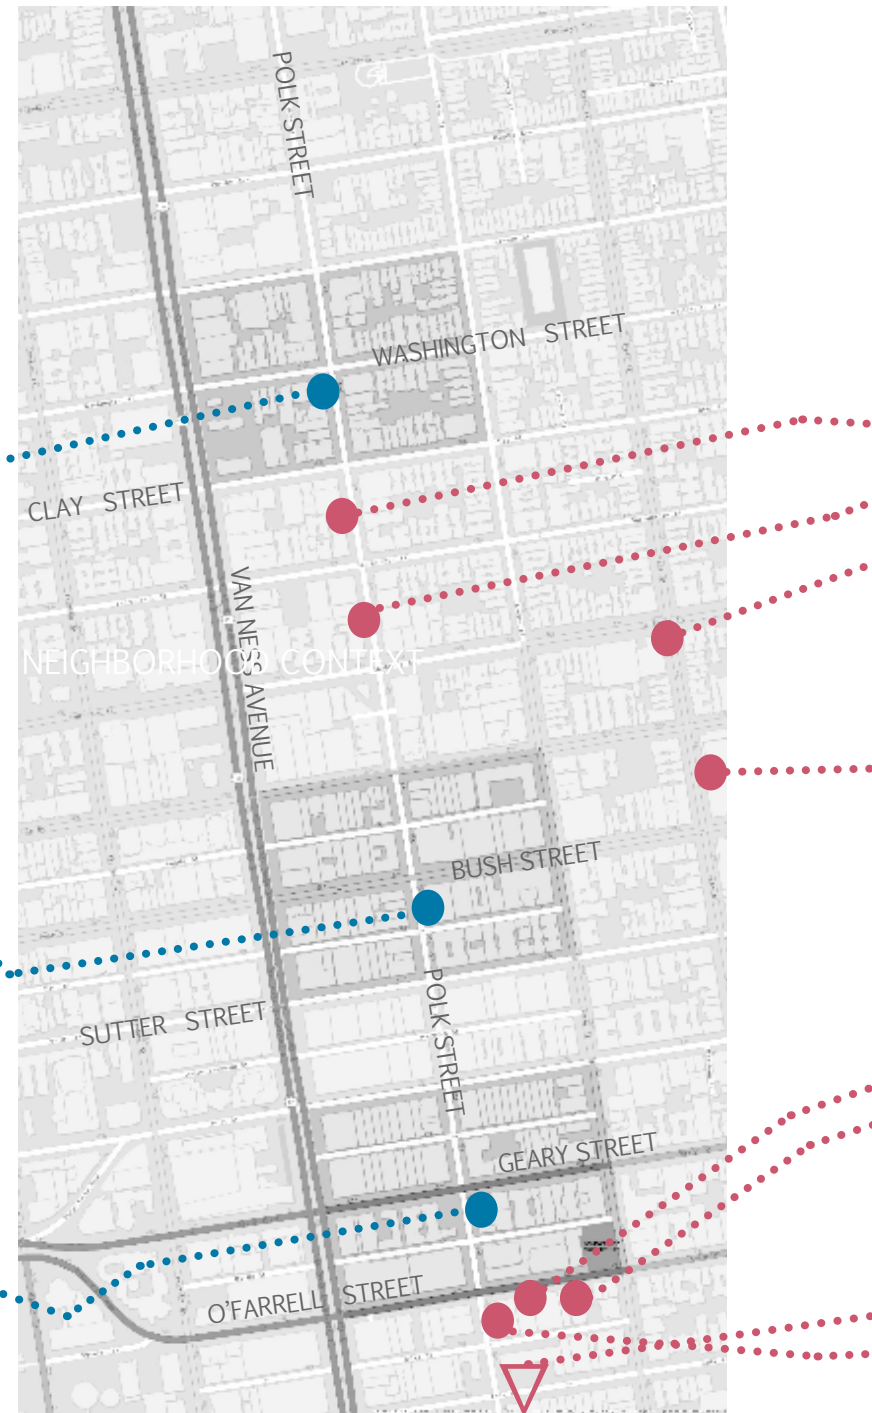 POLK STREET
WASHINGTON STREET
CLAY STREET
VAN NESS AVENUE
NEIGHBORHOOD CONTEXT
BUSH STREET
POLK STREET
SUTTER STREET
GEARY STREET
O'FARRELL STREET